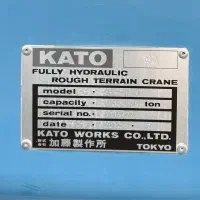 KATO
FULLY HYDRAULIC
ROUGH TERRAIN CRANE
model
capacity ton
serial no.
date
KATO WORKS CO.,LTD.
株式会社 加藤製作所
TOKYO